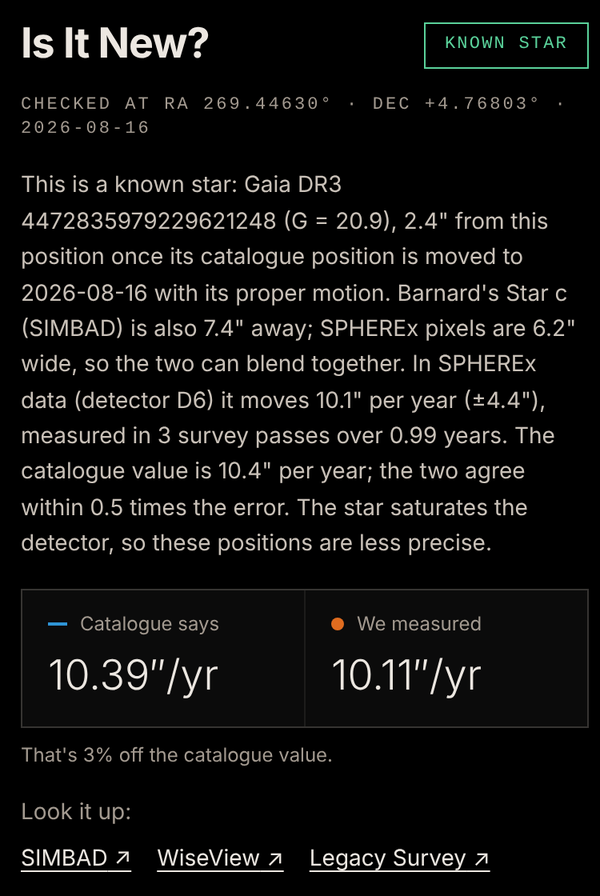 Is It New?
KNOWN STAR
CHECKED AT RA 269.44630° · DEC +4.76803° ·
2026-08-16
This is a known star: Gaia DR3
4472835979229621248 (G = 20.9), 2.4" from this
position once its catalogue position is moved to
2026-08-16 with its proper motion. Barnard's Star c
(SIMBAD) is also 7.4" away; SPHEREx pixels are 6.2"
wide, so the two can blend together. In SPHEREx
data (detector D6) it moves 10.1" per year (±4.4"),
measured in 3 survey passes over 0.99 years. The
catalogue value is 10.4" per year; the two agree
within 0.5 times the error. The star saturates the
detector, so these positions are less precise.
Catalogue says
We measured
10.39″/yr
10.11″/yr
That's 3% off the catalogue value.
Look it up:
SIMBAD ↗ WiseView ↗ Legacy Survey ↗